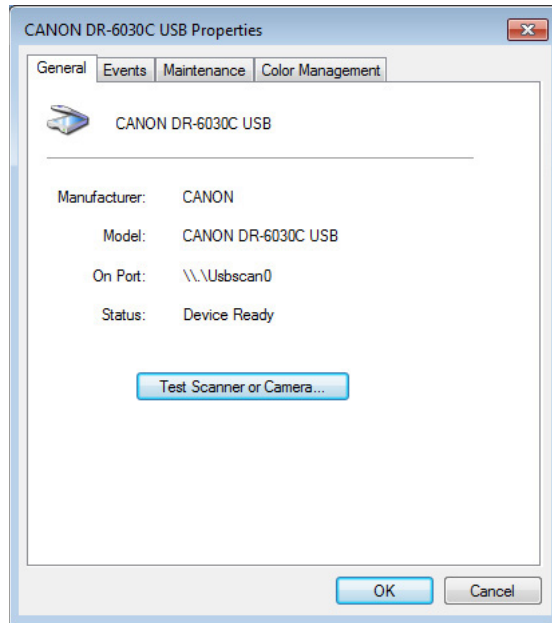 CANON DR-6030C USB Properties
General Events Maintenance Color Management
CANON DR-6030C USB
Manufacturer: CANON
Model: CANON DR-6030C USB
On Port: \\.\Usbscan0
Status: Device Ready
Test Scanner or Camera...
OK Cancel